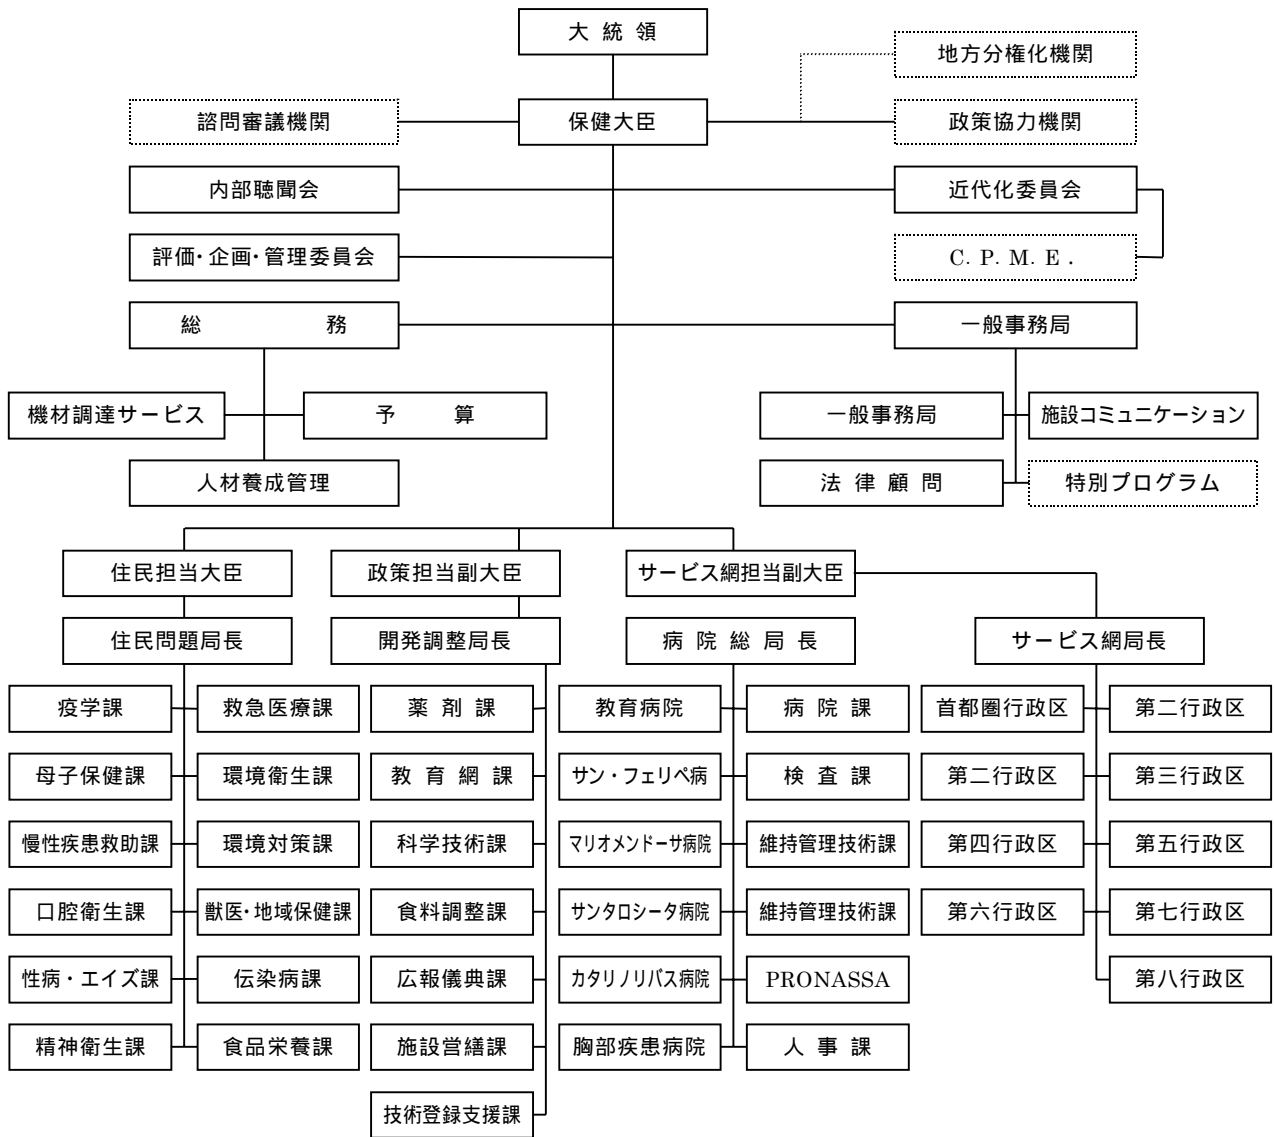 大 統 領
地方分権化機関
諮問審議機関
保健大臣
政策協力機関
内部聴聞会
近代化委員会
評価・企画・管理委員会
C. P. M. E .
総 務
一般事務局
機材調達サービス
予 算
一般事務局
施設コミュニケーション
人材養成管理
法 律 顧 問
特別プログラム
住民担当大臣
政策担当副大臣
サービス網担当副大臣
住民問題局長
開発調整局長
病 院 総 局 長
サービス網局長
疫学課
救急医療課
薬 剤 課
教育病院
病 院 課
首都圏行政区
第二行政区
母子保健課
環境衛生課
教 育 網 課
サン・フェリペ病
検 査 課
第二行政区
第三行政区
慢性疾患救助課
環境対策課
科学技術課
マリオメンドーサ病院
維持管理技術課
第四行政区
第五行政区
口腔衛生課
獣医・地域保健課
食料調整課
サンタロシータ病院
維持管理技術課
第六行政区
第七行政区
性病・エイズ課
伝染病課
広報儀典課
カタリノリバス病院
PRONASSA
第八行政区
精神衛生課
食品栄養課
施設営繕課
胸部疾患病院
人 事 課
技術登録支援課